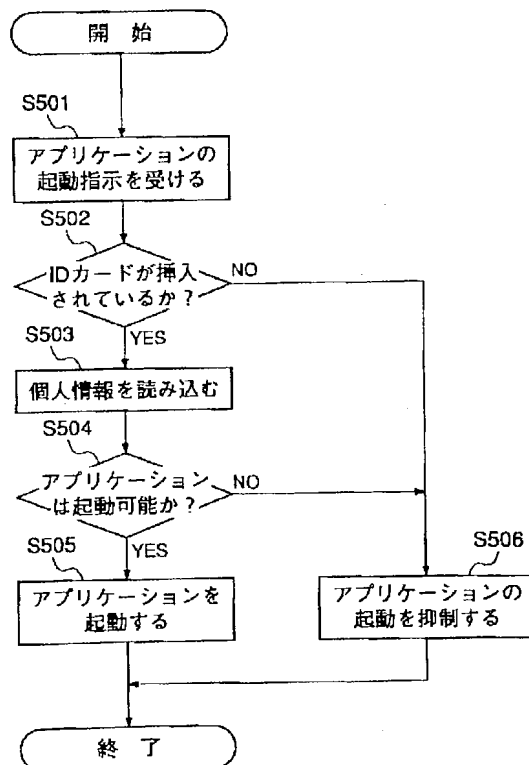 開 始
S501
アプリケーションの
起動指示を受ける
S502
IDカードが挿入
されているか？
NO
YES
S503
個人情報を読み込む
S504
アプリケーション
は起動可能か？
NO
YES
S505
アプリケーションを
起動する
S506
アプリケーションの
起動を抑制する
終 了